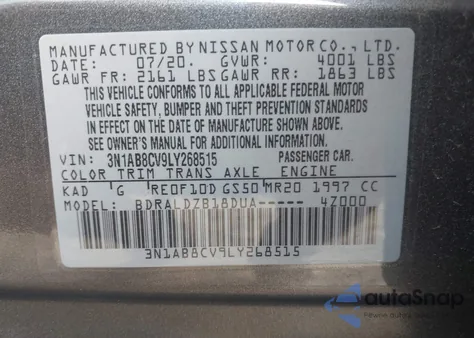 MANUFACTURED BY NISSAN MOTOR CO., LTD.
DATE: 07/20. GVWR: 4001 LBS
GAWR FR: 2161 LBS GAWR RR: 1863 LBS
THIS VEHICLE CONFORMS TO ALL APPLICABLE FEDERAL MOTOR
VEHICLE SAFETY, BUMPER AND THEFT PREVENTION STANDARDS
IN EFFECT ON THE DATE OF MANUFACTURE SHOWN ABOVE.
SEE OWNER'S MANUAL FOR ADDITIONAL INFORMATION.
VIN: 3N1AB8CV9LY268515 PASSENGER CAR.
COLOR TRIM TRANS AXLE ENGINE
KAD G RE0F10D GS50 MR20 1997 CC
MODEL: BDRALDZB18DUA----- 4Z000
3N1AB8CV9LY268515
autoSnap